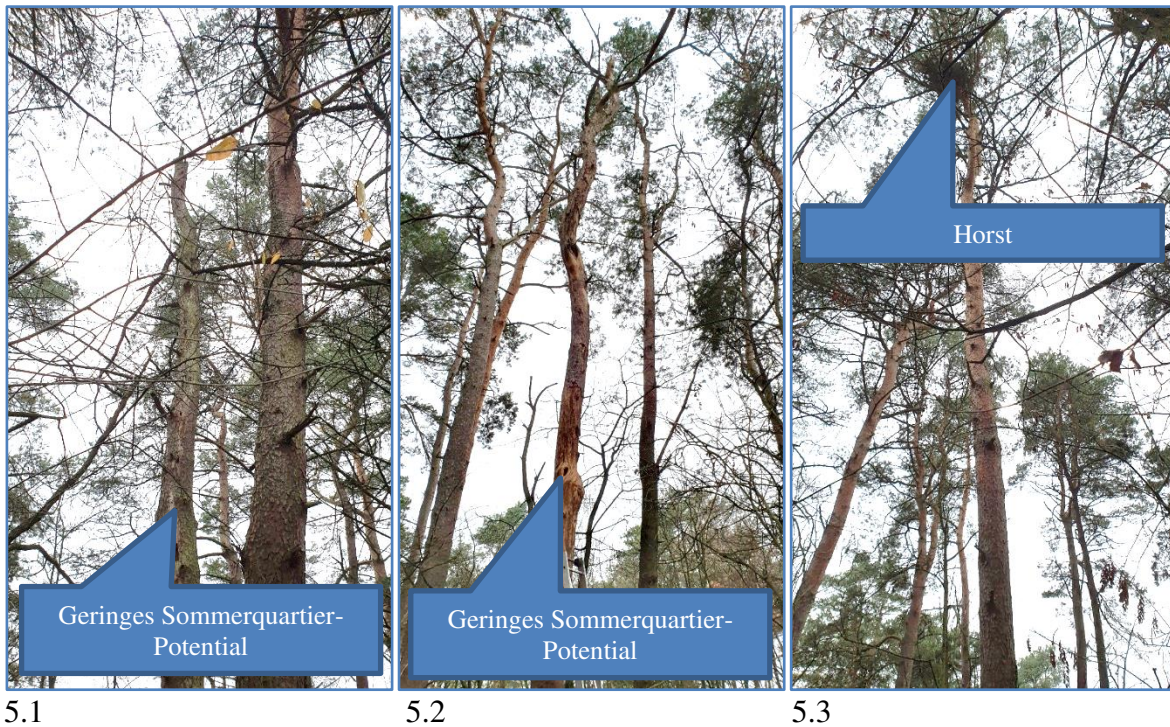 Geringes Sommerquartier-
Potential
Geringes Sommerquartier-
Potential
Horst
5.1
5.2
5.3